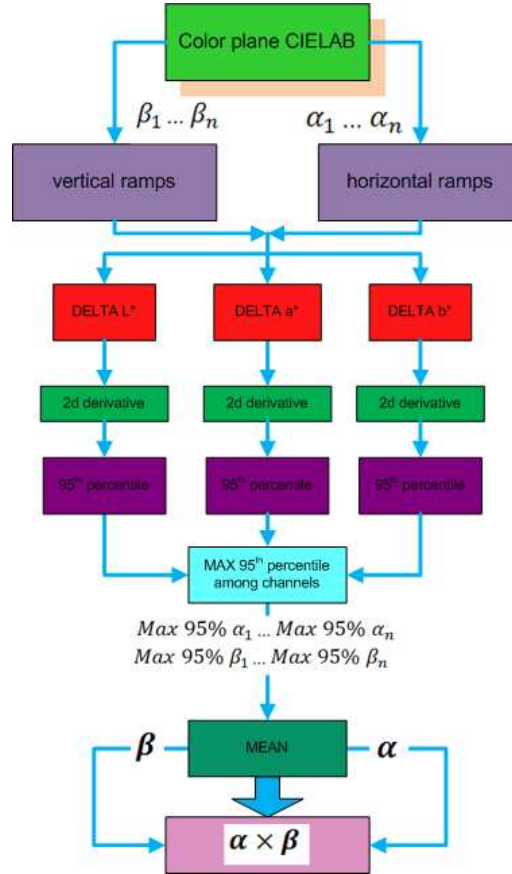 Color plane CIELAB
β₁ ... βₙ
α₁ ... αₙ
vertical ramps
horizontal ramps
DELTA L*
DELTA a*
DELTA b*
2d derivative
2d derivative
2d derivative
95ᵗʰ percentile
95ᵗʰ percentile
95ᵗʰ percentile
MAX 95ᵗʰ percentile
among channels
Max 95% α₁ ... Max 95% αₙ
Max 95% β₁ ... Max 95% βₙ
β
MEAN
α
α × β